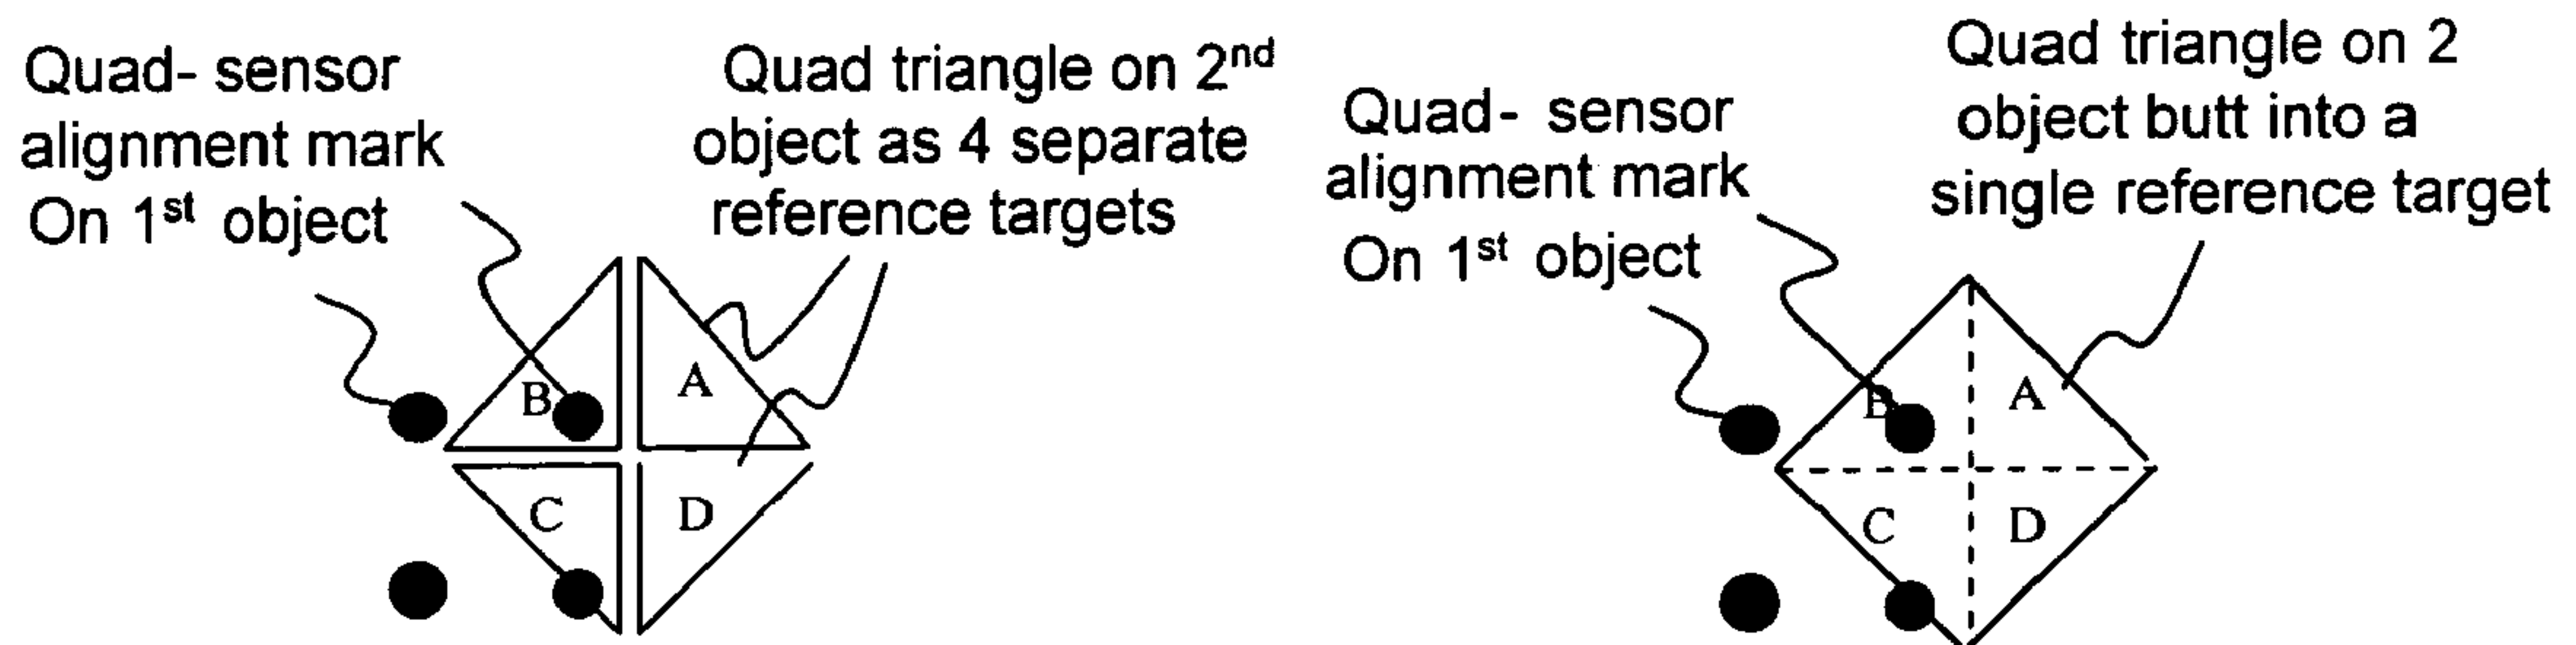 Quad- sensor
alignment mark
On 1st object
Quad triangle on 2nd
object as 4 separate
reference targets
B
A
C
D
Quad- sensor
alignment mark
On 1st object
Quad triangle on 2
object butt into a
single reference target
B
A
C
D